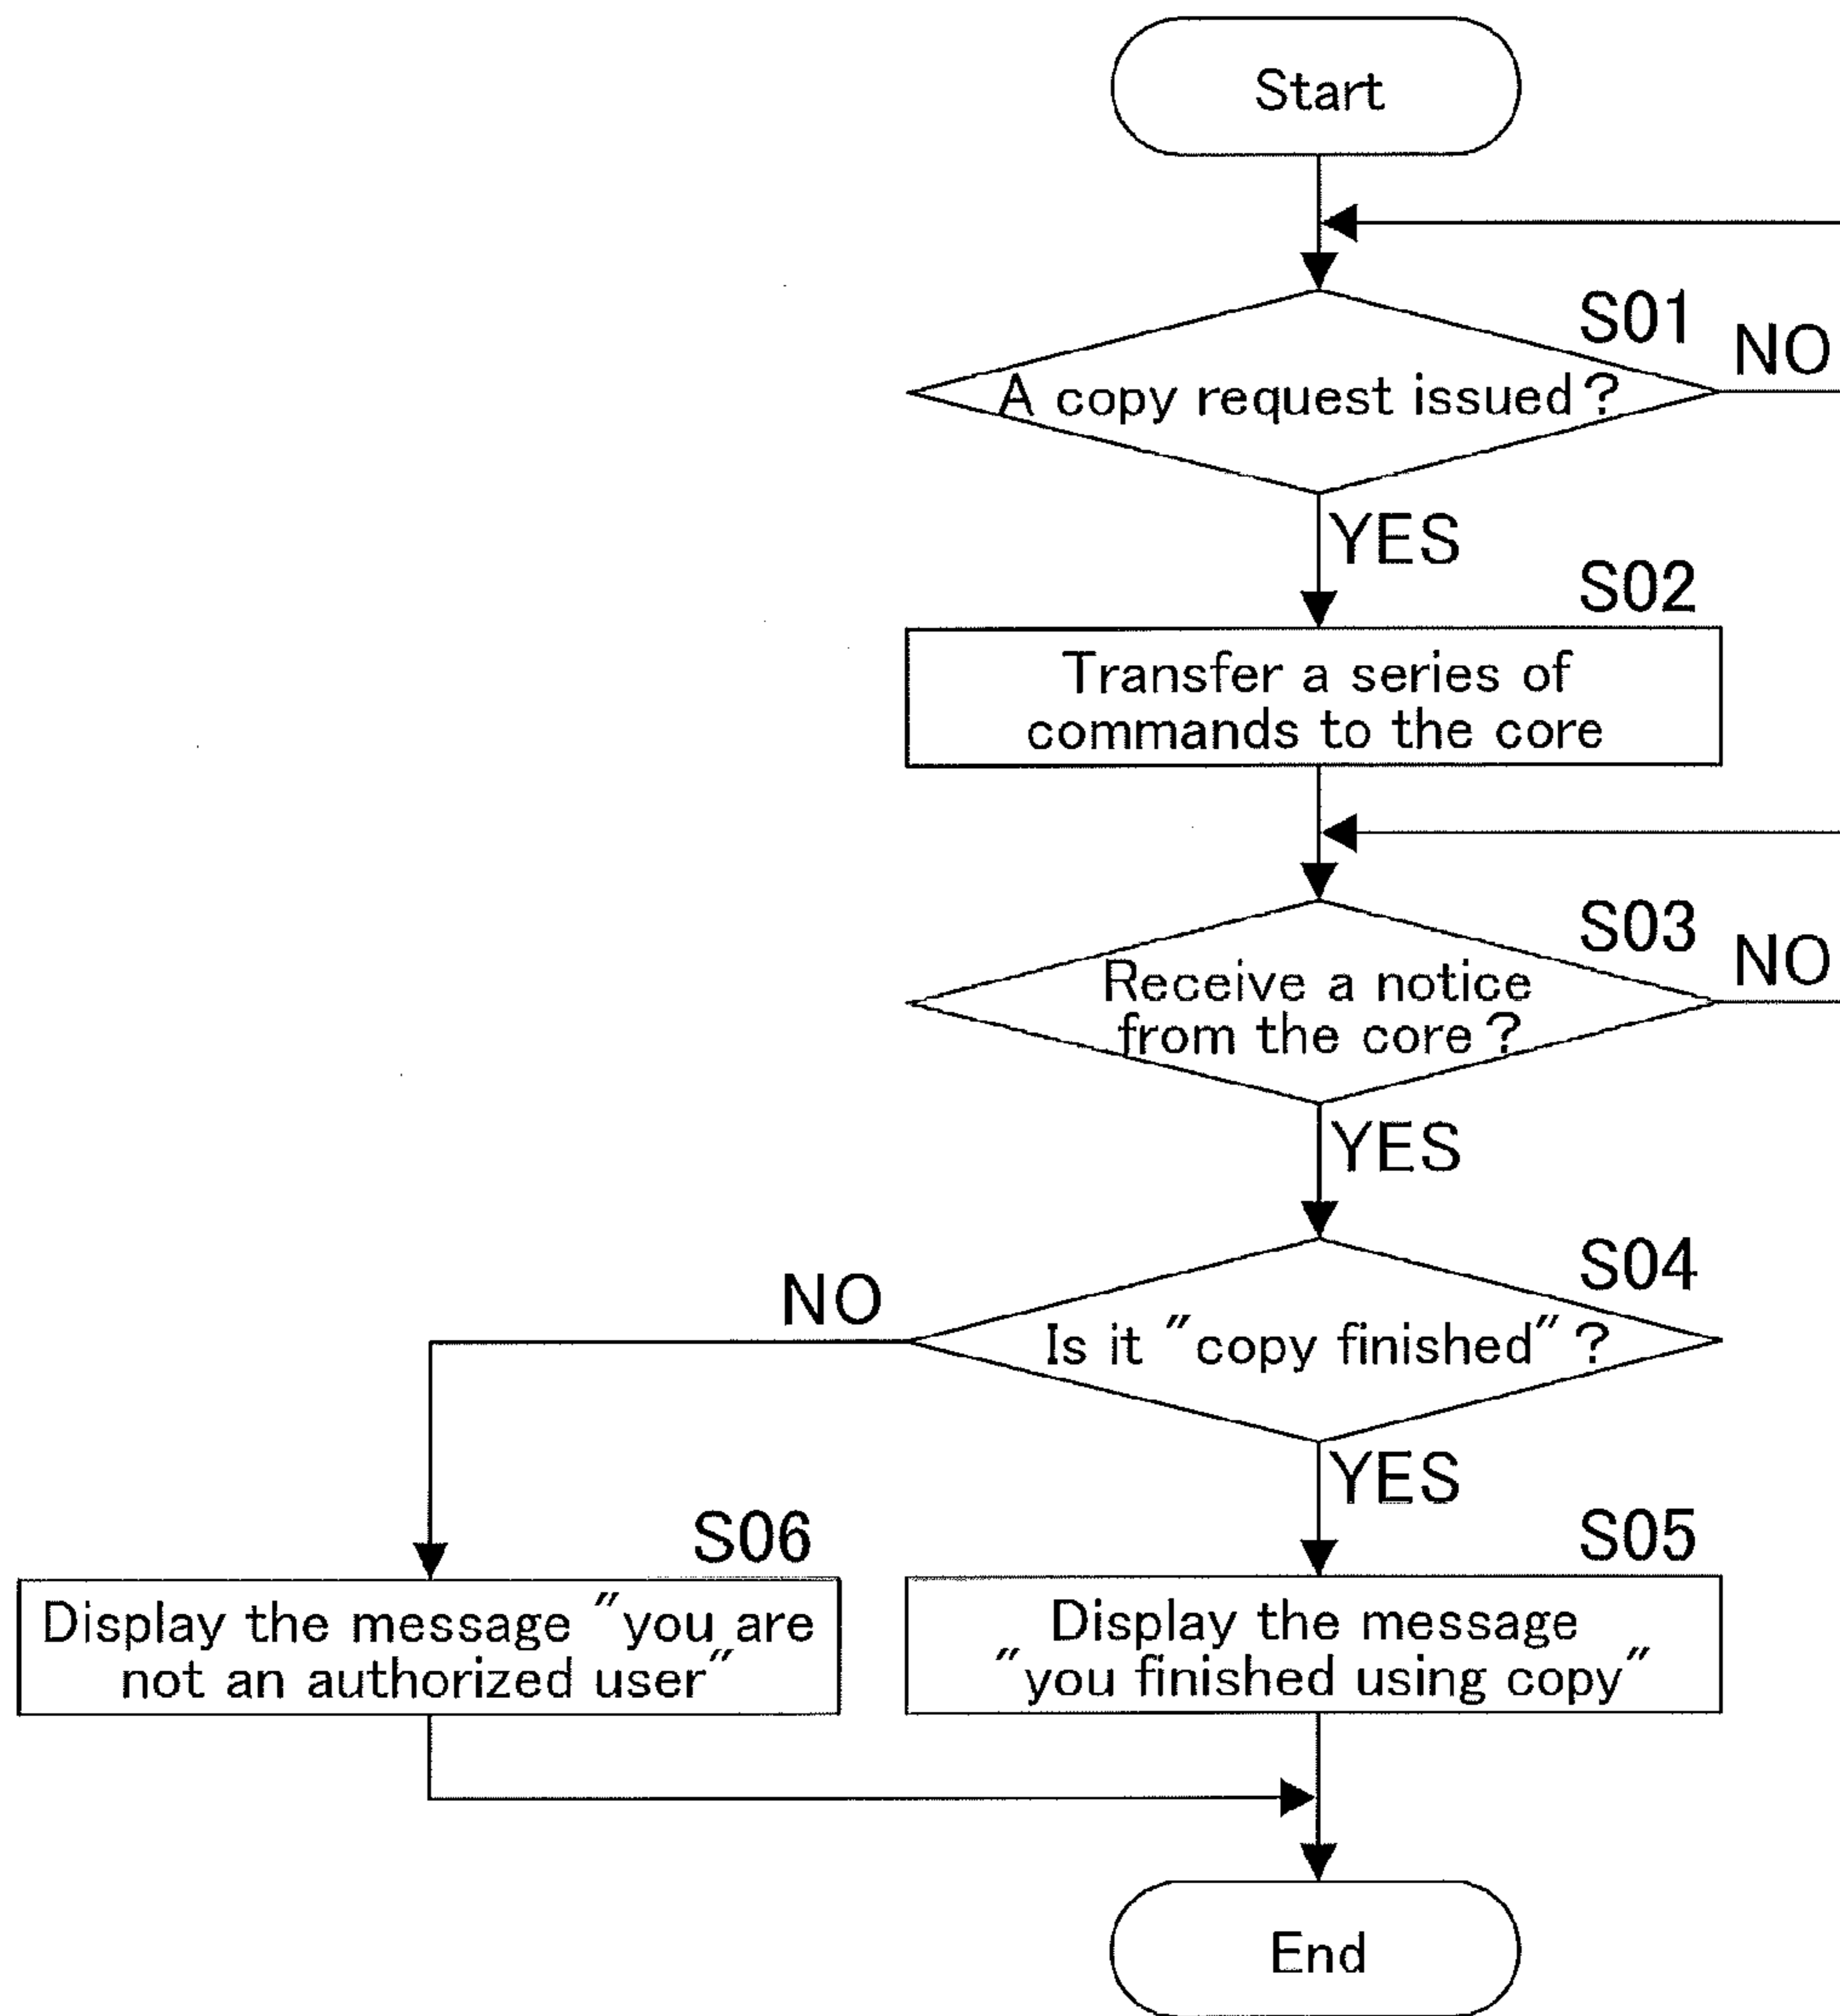 Start
S01
NO
A copy request issued?
YES
S02
Transfer a series of
commands to the core
S03
NO
Receive a notice
from the core?
YES
S04
NO
Is it "copy finished"?
YES
S06
S05
Display the message "you are
not an authorized user"
Display the message
"you finished using copy"
End